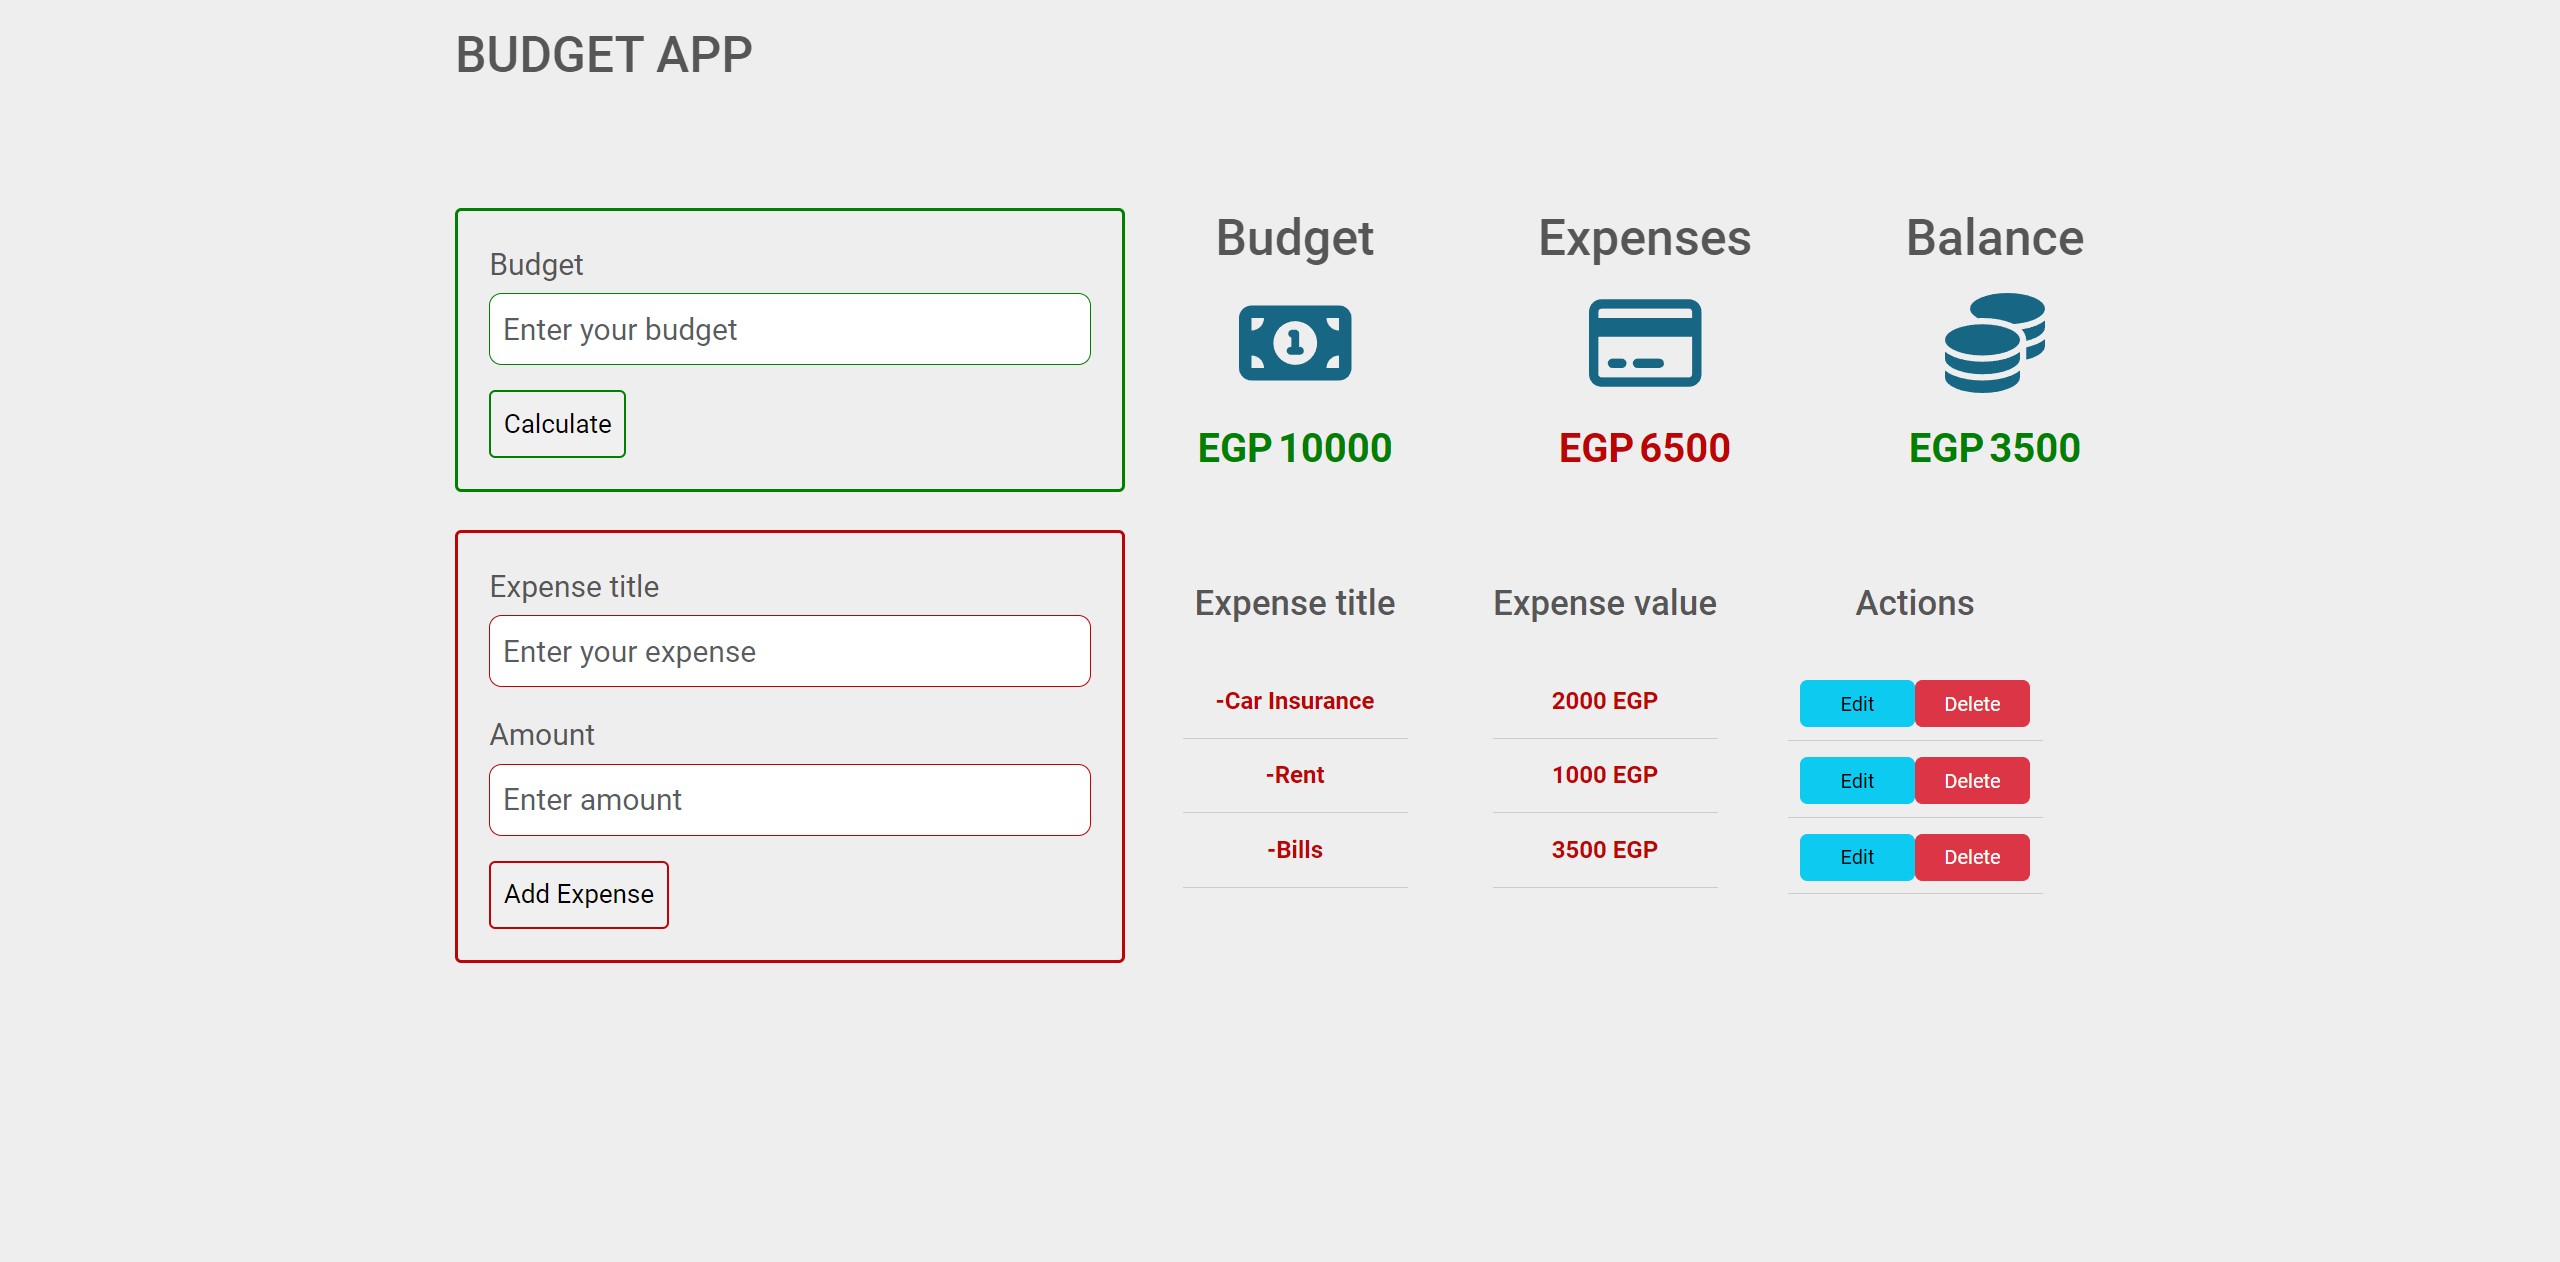 BUDGET APP
Budget
Enter your budget
Calculate
Budget Expenses Balance
1
EGP 10000 EGP 6500 EGP 3500
Expense title
Enter your expense
Amount
Enter amount
Add Expense
Expense title Expense value Actions
-Car Insurance 2000 EGP Edit Delete
-Rent 1000 EGP Edit Delete
-Bills 3500 EGP Edit Delete